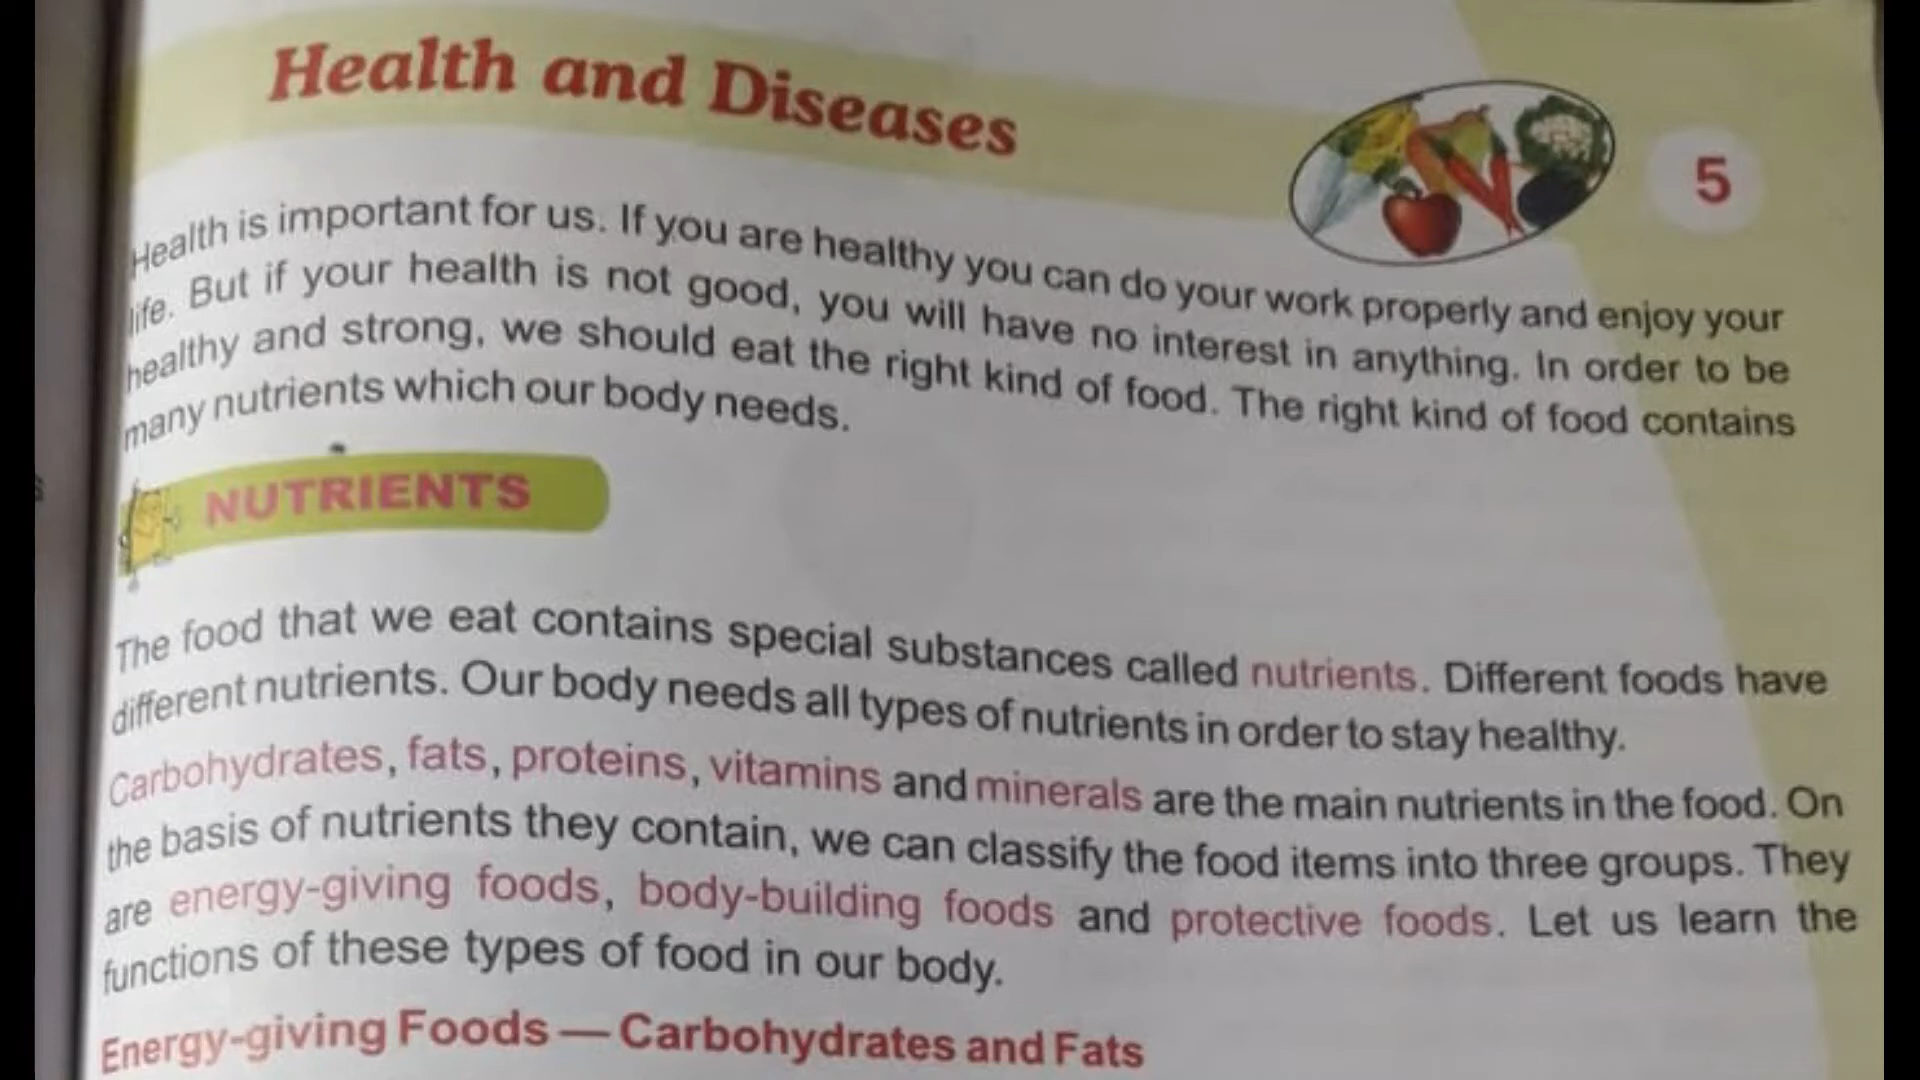 Health and Diseases
5
Health is important for us. If you are healthy you can do your work properly and enjoy your
life. But if your health is not good, you will have no interest in anything. In order to be
healthy and strong, we should eat the right kind of food. The right kind of food contains
many nutrients which our body needs.
NUTRIENTS
The food that we eat contains special substances called nutrients. Different foods have
different nutrients. Our body needs all types of nutrients in order to stay healthy.
Carbohydrates, fats, proteins, vitamins and minerals are the main nutrients in the food. On
the basis of nutrients they contain, we can classify the food items into three groups. They
are energy-giving foods, body-building foods and protective foods. Let us learn the
functions of these types of food in our body.
Energy-giving Foods — Carbohydrates and Fats